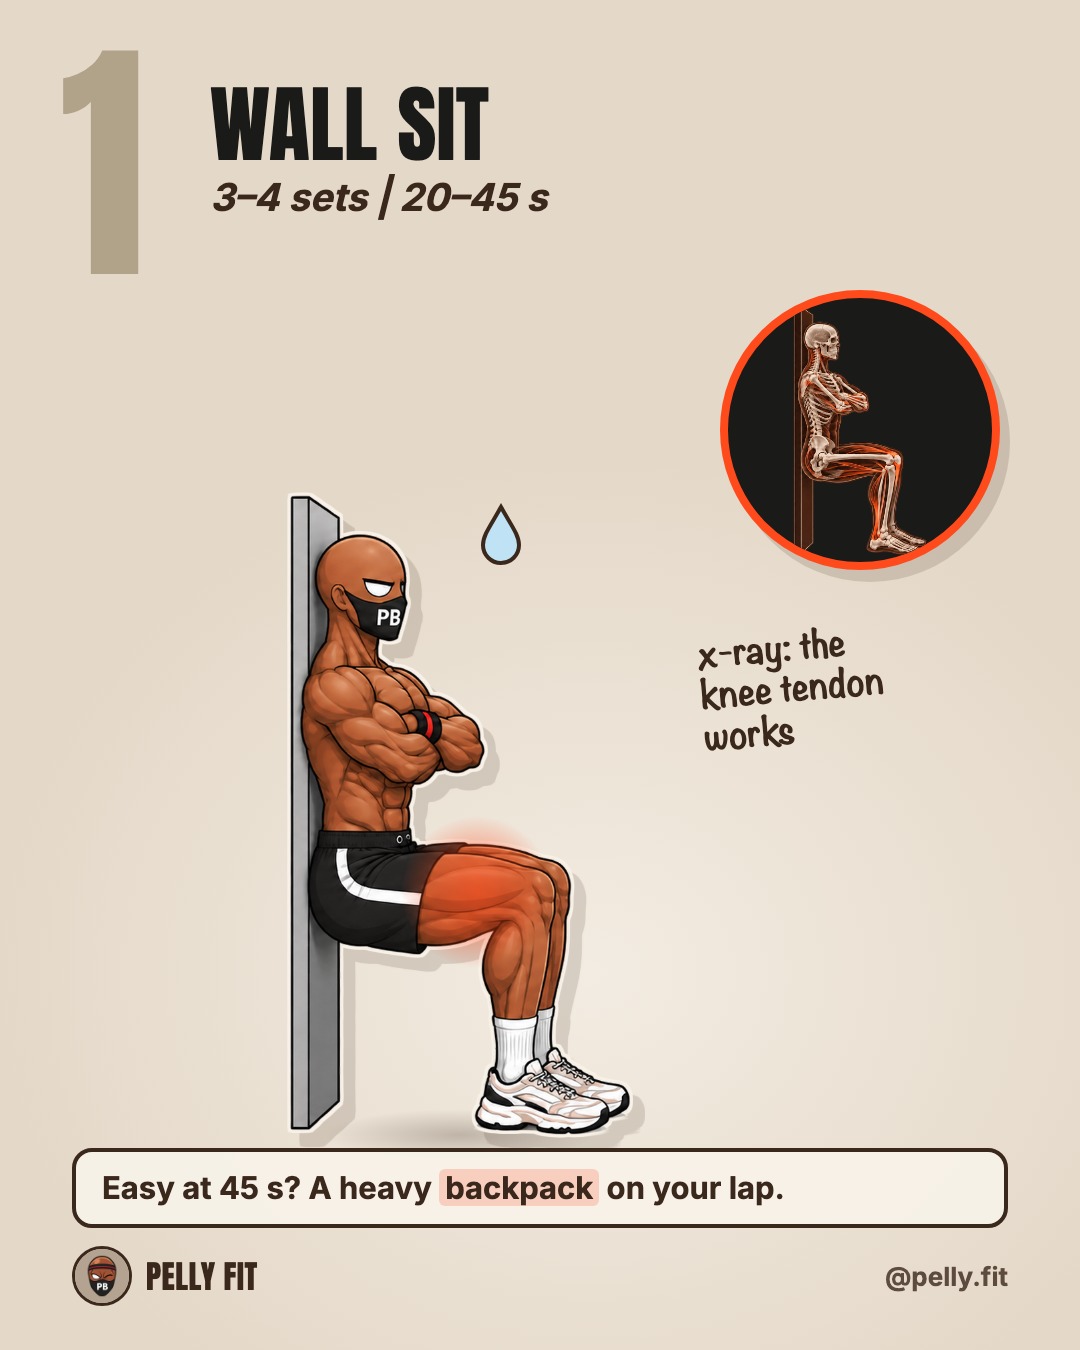 1
WALL SIT
3–4 sets | 20–45 s
PB
x-ray: the
knee tendon
works
Easy at 45 s? A heavy backpack on your lap.
PB
PELLY FIT
@pelly.fit